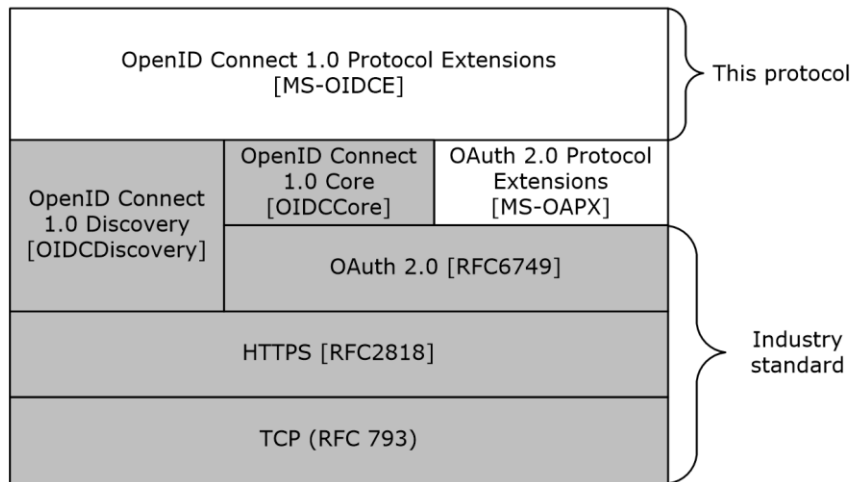 OpenID Connect 1.0 Protocol Extensions
[MS-OIDCE]
This protocol
OpenID Connect
1.0 Discovery
[OIDCDiscovery]
OpenID Connect
1.0 Core
[OIDCCore]
OAuth 2.0 Protocol
Extensions
[MS-OAPX]
OAuth 2.0 [RFC6749]
HTTPS [RFC2818]
TCP (RFC 793)
Industry
standard